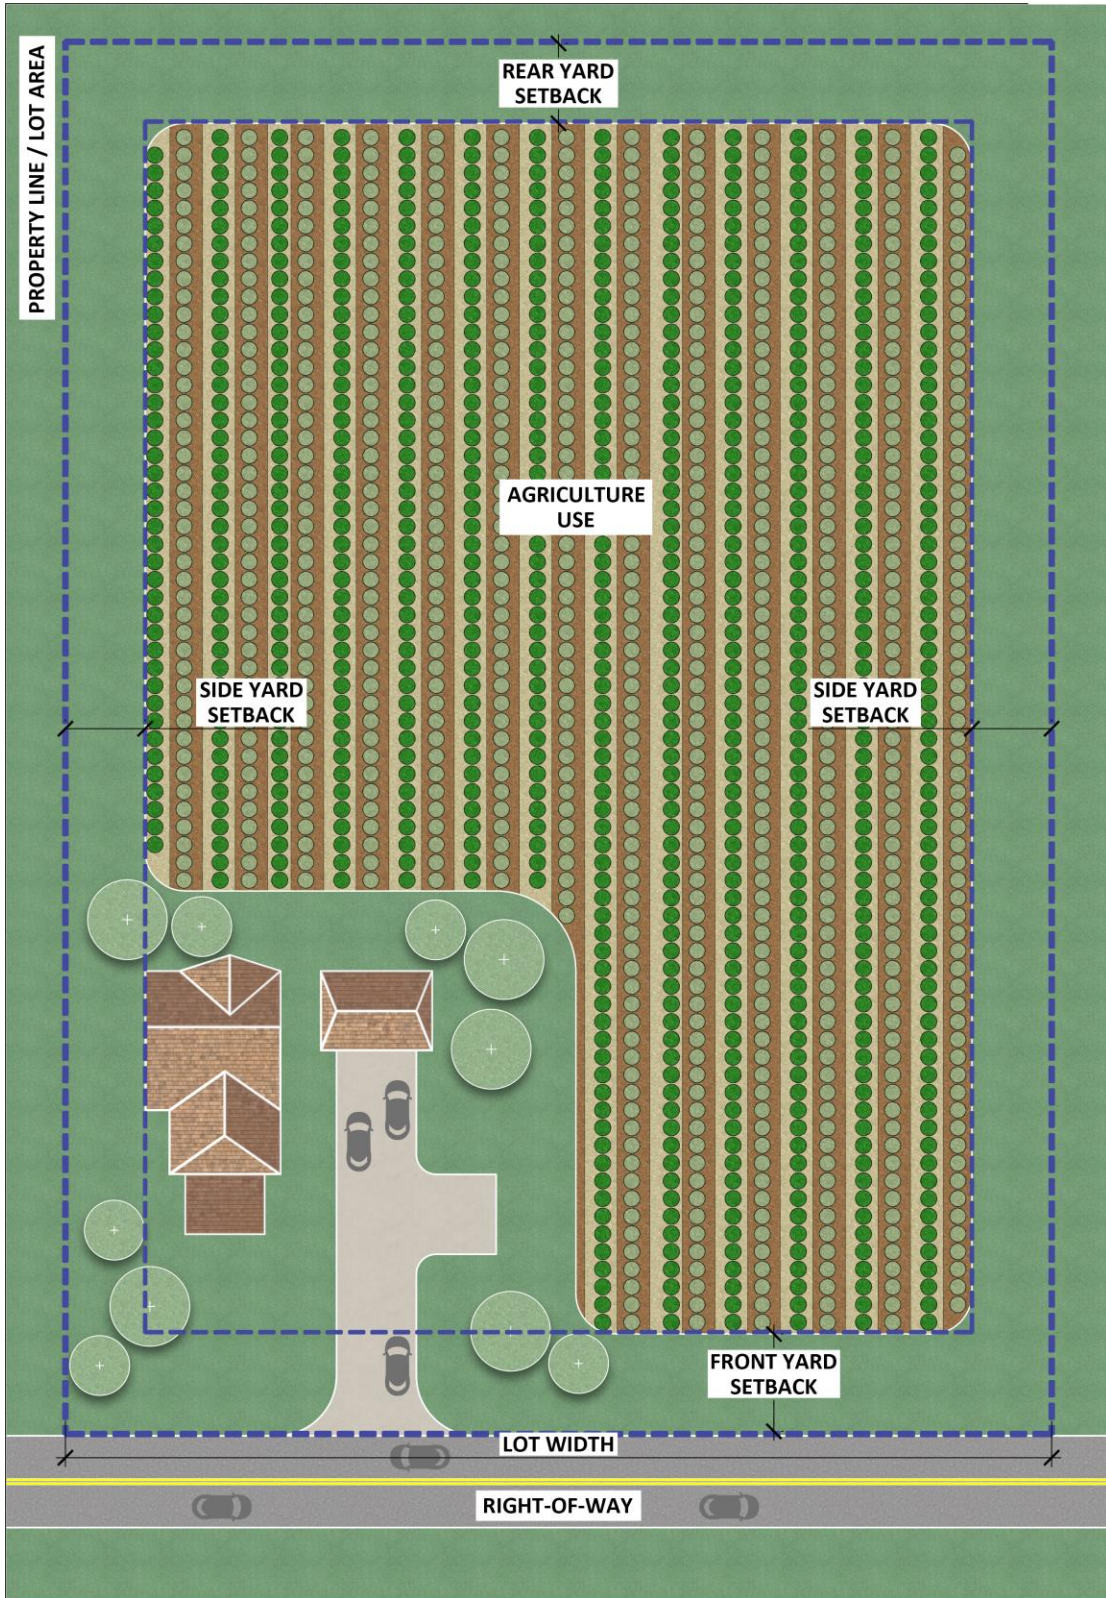 PROPERTY LINE / LOT AREA
REAR YARD
SETBACK
AGRICULTURE
USE
SIDE YARD
SETBACK
SIDE YARD
SETBACK
FRONT YARD
SETBACK
LOT WIDTH
RIGHT-OF-WAY